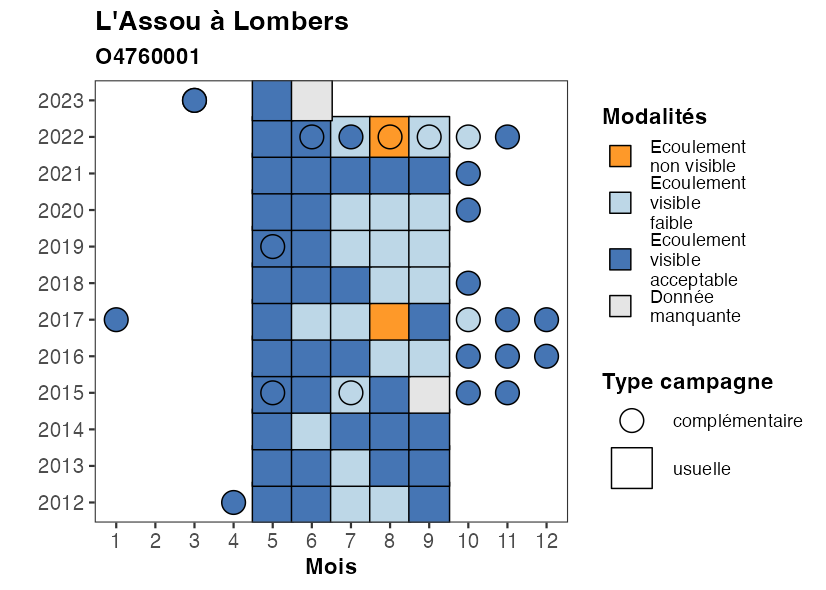 L'Assou à Lombers
O4760001
2023
2022
2021
2020
2019
2018
2017
2016
2015
2014
2013
2012
1 2 3 4 5 6 7 8 9 10 11 12
Mois
Modalités
Ecoulement
non visible
Ecoulement
visible
faible
Ecoulement
visible
acceptable
Donnée
manquante
Type campagne
complémentaire
usuelle